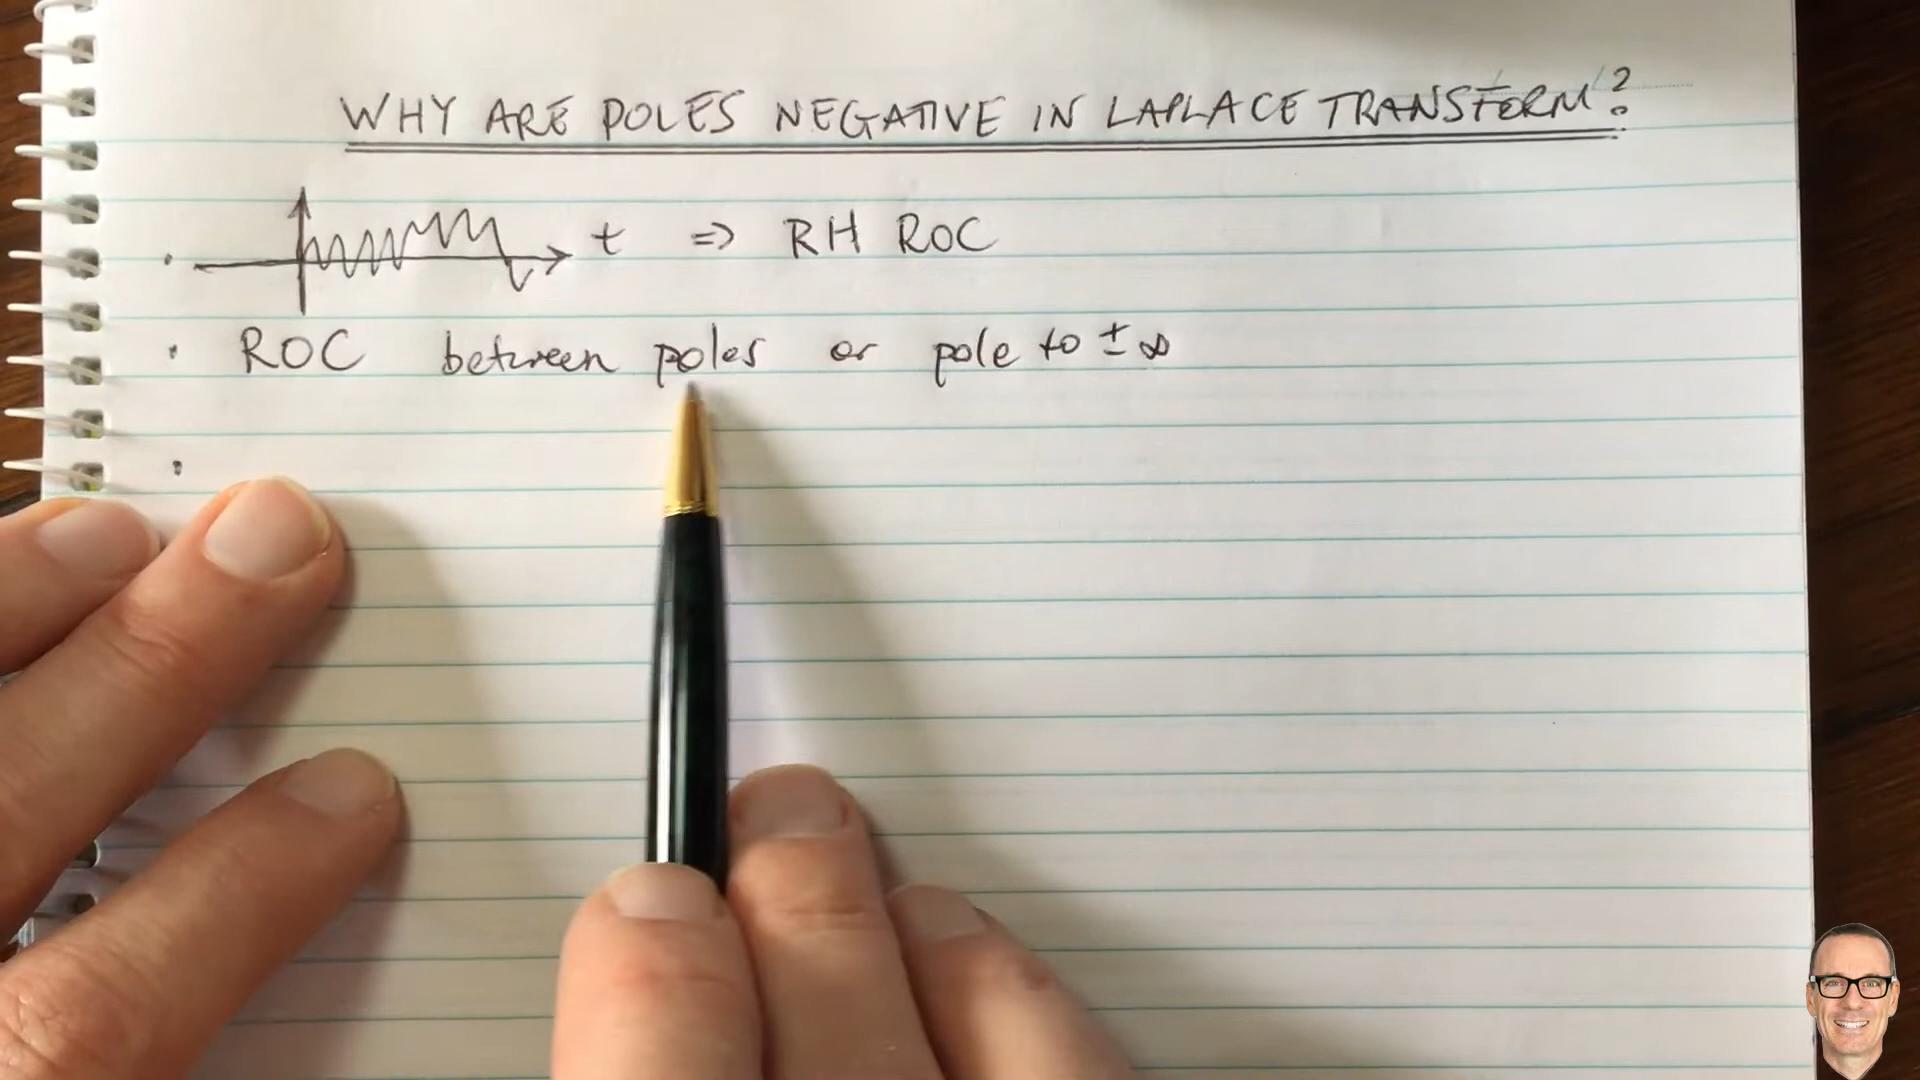 WHY ARE POLES NEGATIVE IN LAPLACE TRANSFORM?
t => RH ROC
• ROC between poles or pole to ± ∞
•